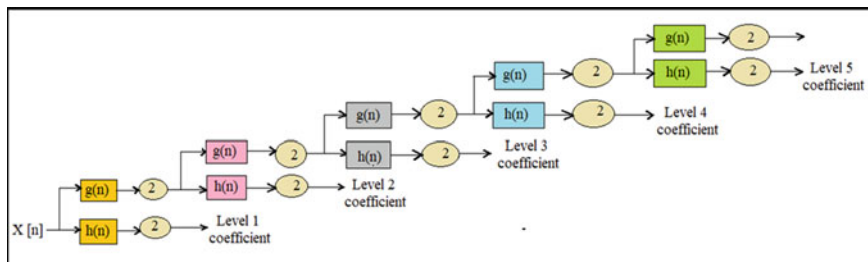 g(n) 2
g(n) 2 h(n) 2 Level 5
coefficient
g(n) 2 h(n) 2 Level 4
coefficient
g(n) 2 h(n) 2 Level 3
coefficient
g(n) 2 h(n) 2 Level 2
coefficient
X [n] h(n) 2 Level 1
coefficient